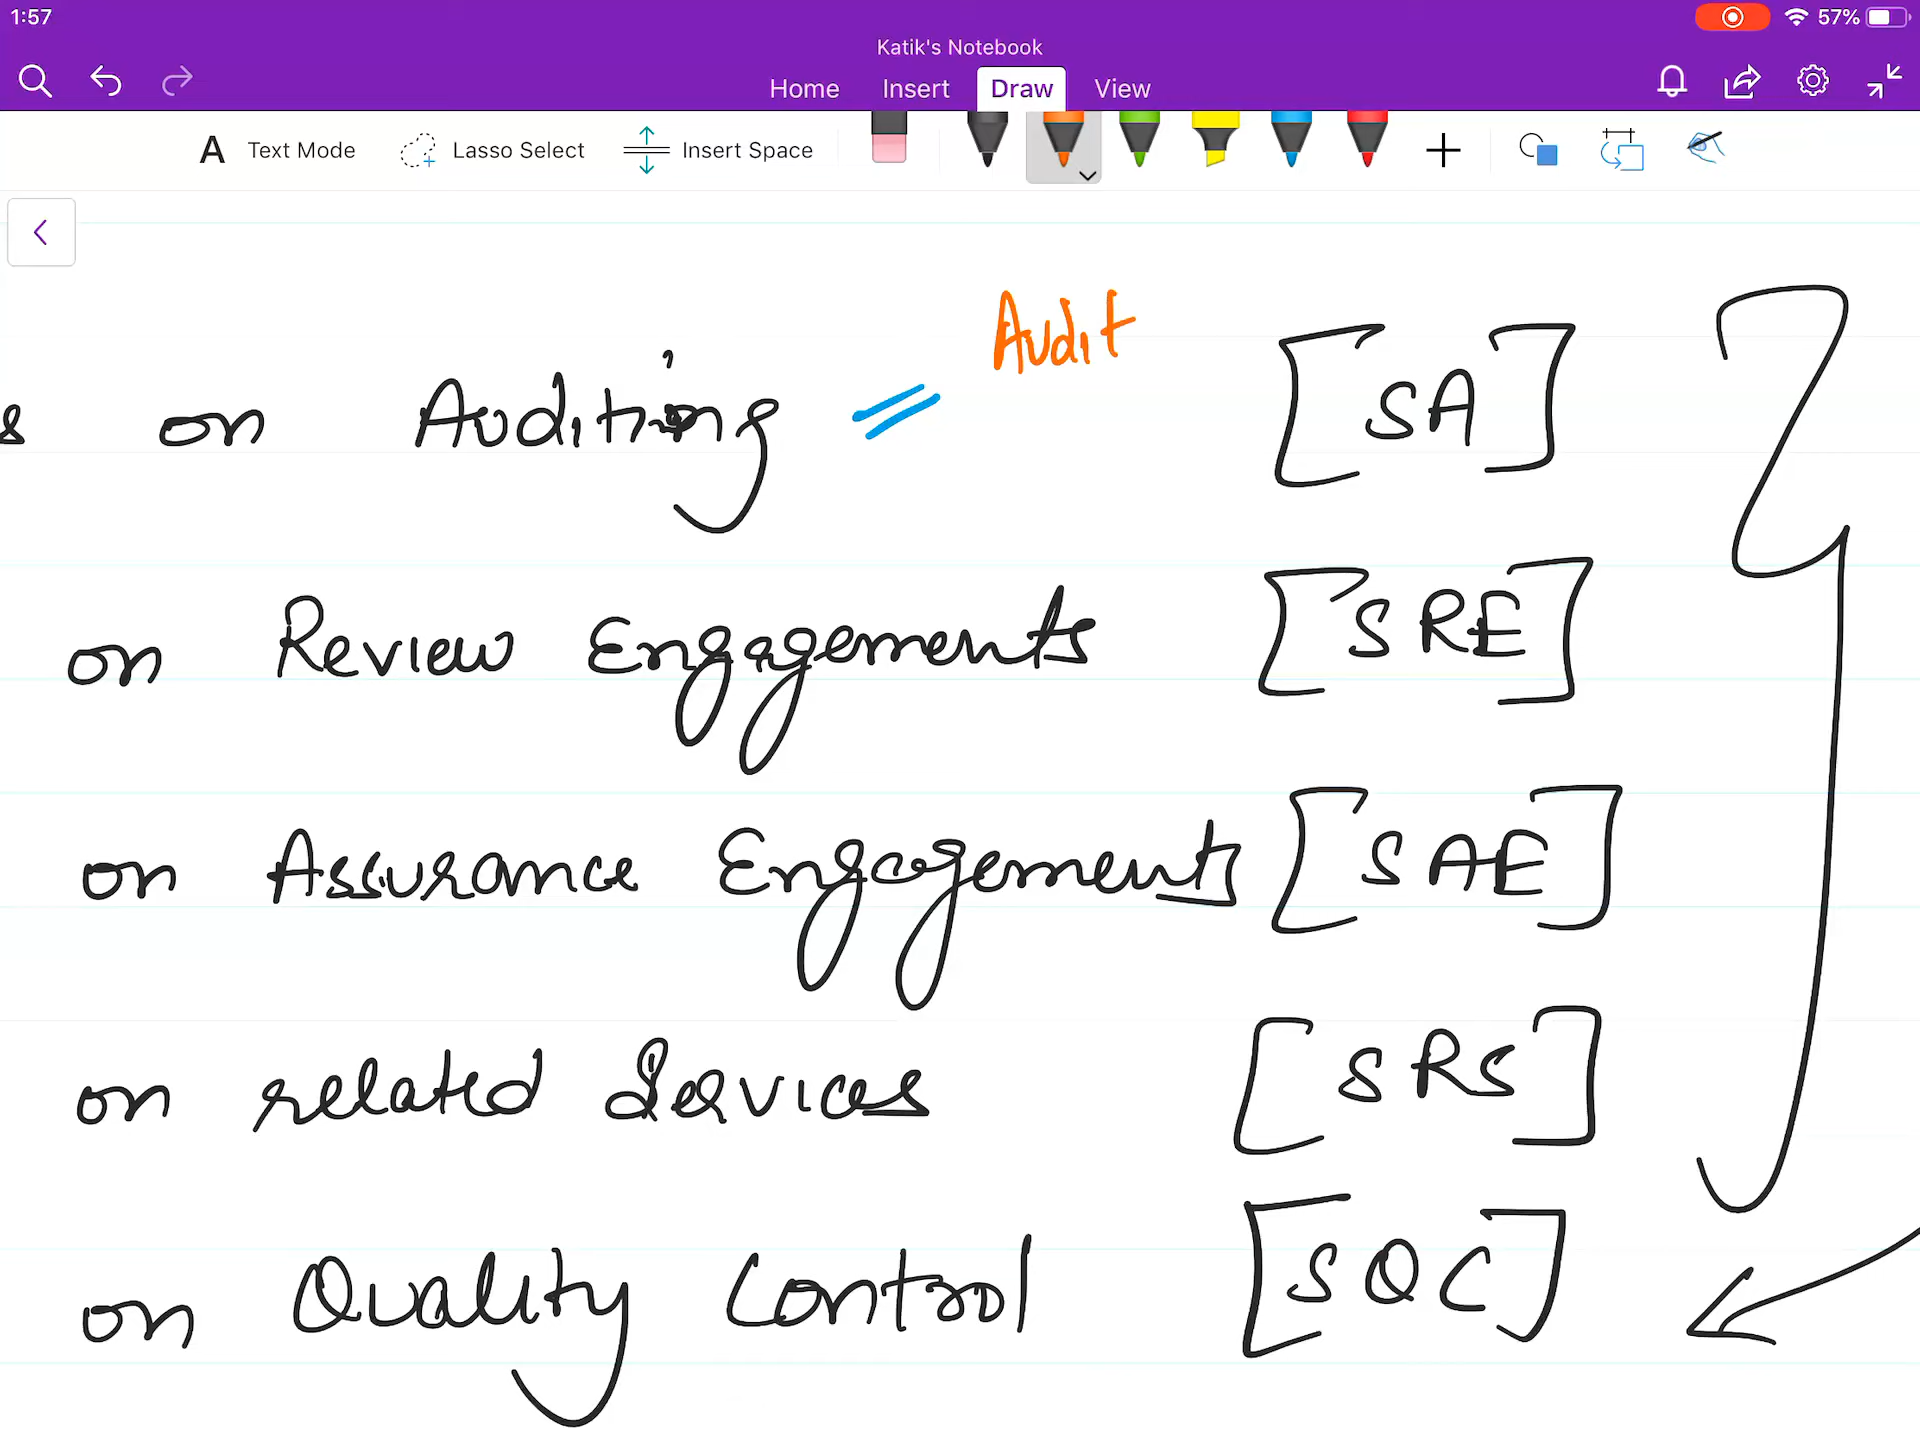 1:57
57%
Katik's Notebook
Home Insert Draw View
A Text Mode Lasso Select Insert Space
Audit
s on Auditing [SA]
on Review Engagements [SRE]
on Assurance Engagements [SAE]
on related Services [SRS]
on Quality Control [SQC]